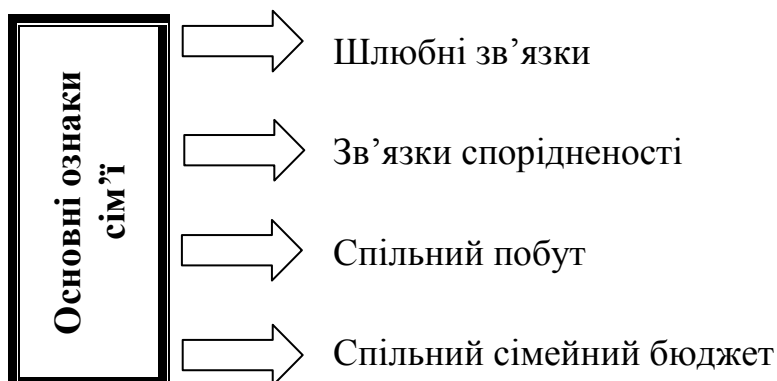 Основні ознаки
сім’ї
Шлюбні зв’язки
Зв’язки спорідненості
Спільний побут
Спільний сімейний бюджет